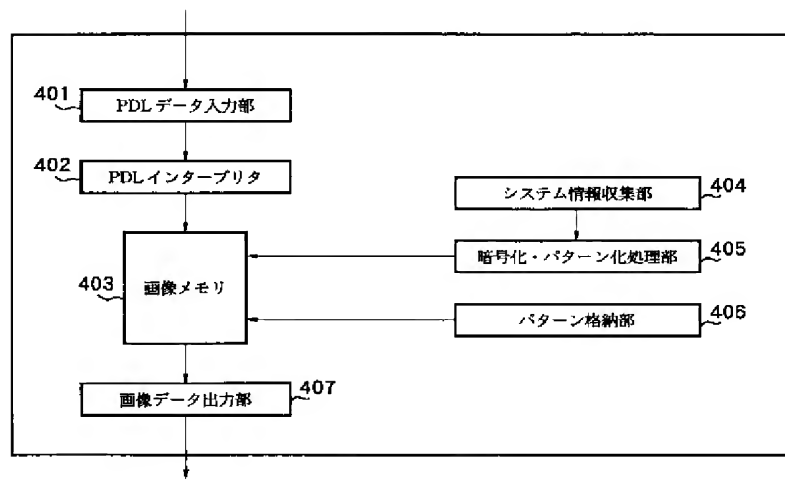 401
PDLデータ入力部
402
PDLインタープリタ
403
画像メモリ
システム情報収集部
404
暗号化・パターン化処理部
405
パターン格納部
406
画像データ出力部
407